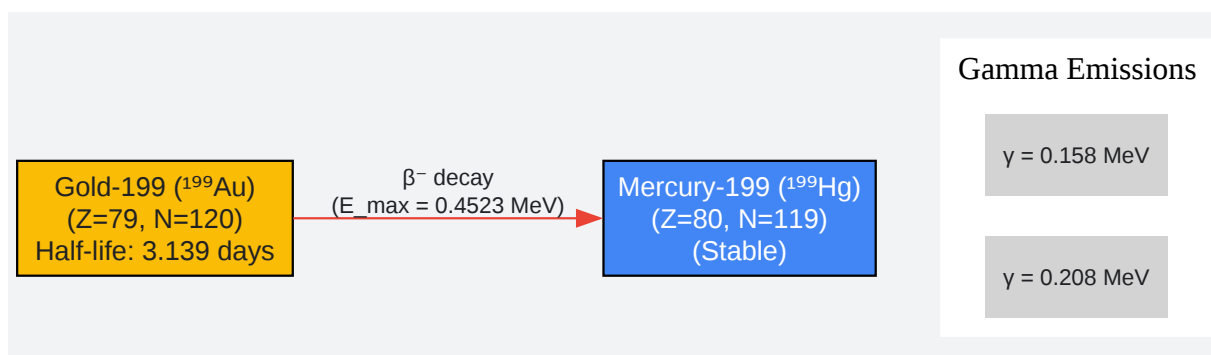 Gamma Emissions
γ = 0.158 MeV
β⁻ decay
(E_max = 0.4523 MeV)
Gold-199 (¹⁹⁹Au)
(Z=79, N=120)
Half-life: 3.139 days
Mercury-199 (¹⁹⁹Hg)
(Z=80, N=119)
(Stable)
γ = 0.208 MeV